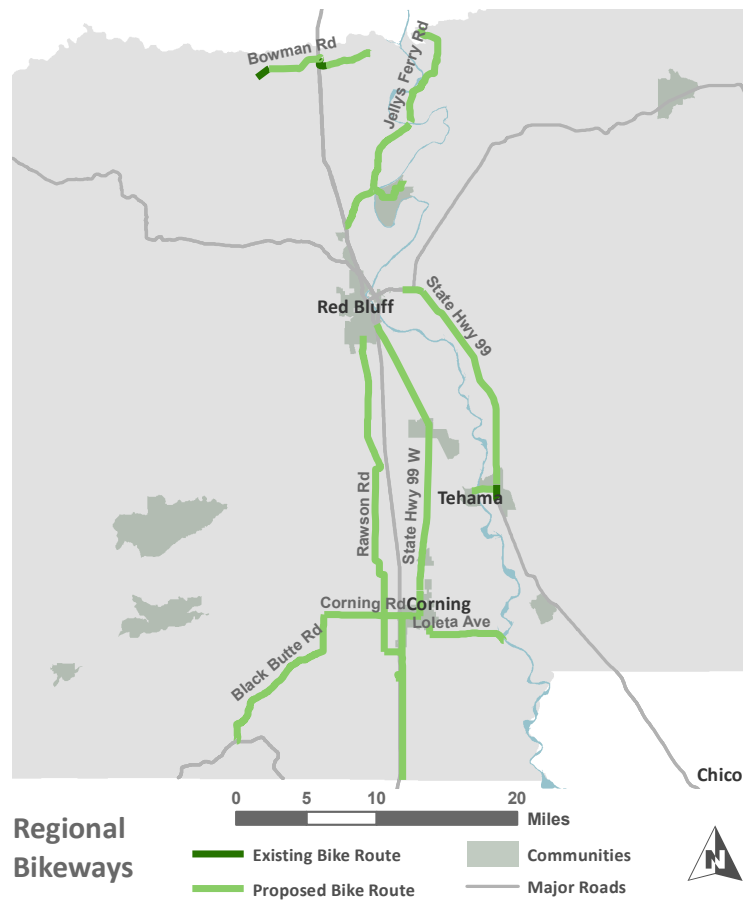 Bowman Rd
Jellys Ferry Rd
Red Bluff
State Hwy 99
Rawson Rd
State Hwy 99 W
Tehama
Corning Rd
Corning
Loleta Ave
Black Butte Rd
Chico
0 5 10 20
Miles
Regional
Bikeways
Existing Bike Route
Communities
Proposed Bike Route
Major Roads
N